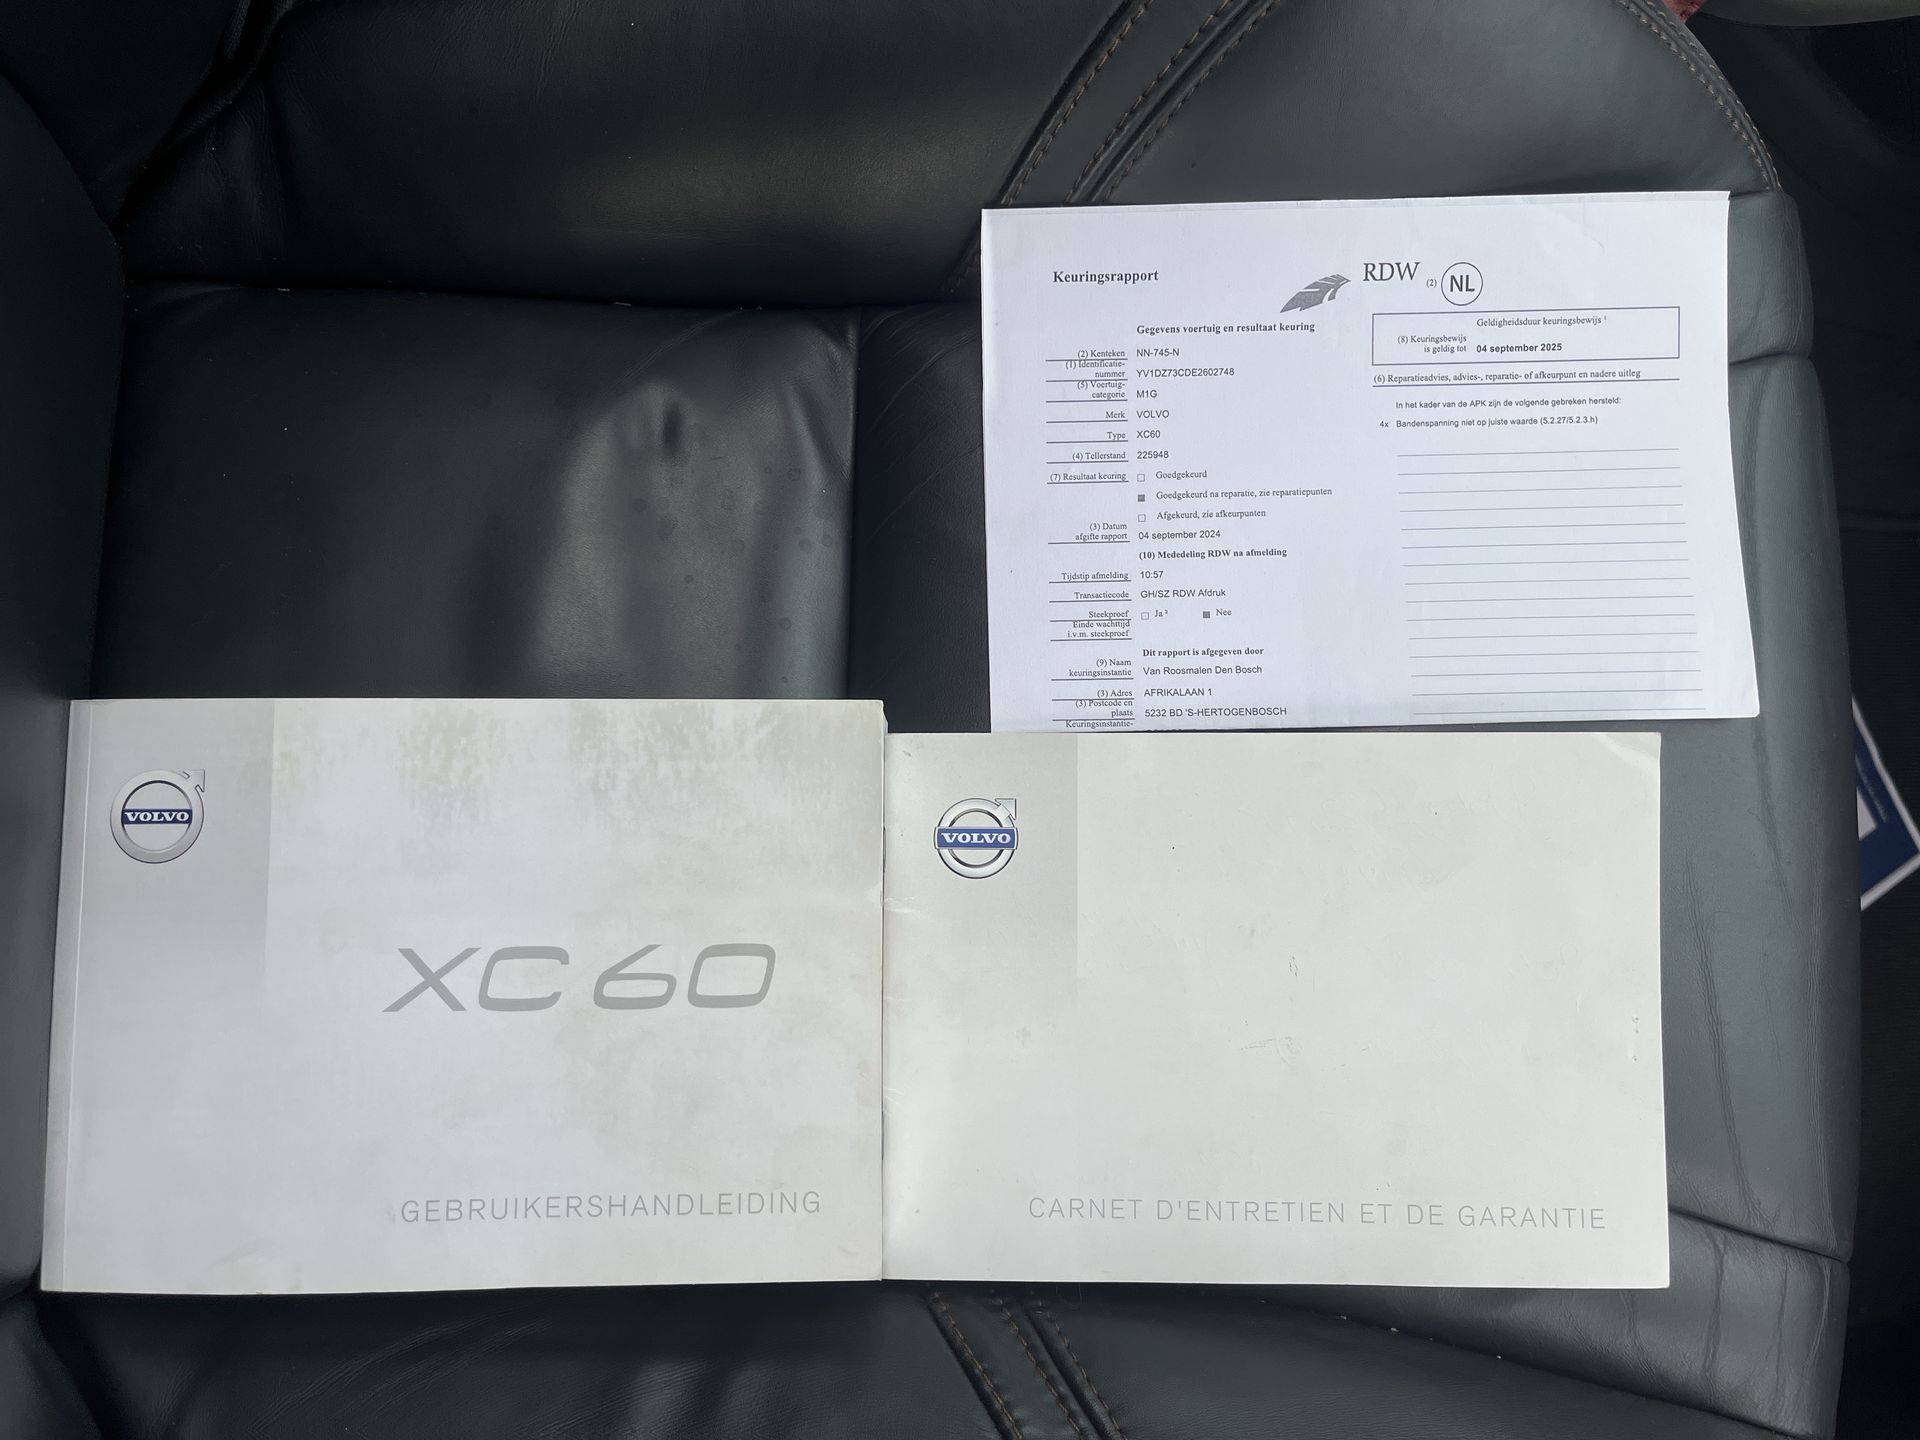 Keuringsrapport
RDW (2) NL
Gegevens voertuig en resultaat keuring
(2) Kenteken NN-745-N
(1) Identificatie-
nummer YV1DZ73CDE2602748
(5) Voertuig-
categorie M1G
Merk VOLVO
Type XC60
(4) Tellerstand 225948
(7) Resultaat keuring Goedgekeurd
Goedgekeurd na reparatie, zie reparatiepunten
Afgekeurd, zie afkeurpunten
(3) Datum
afgifte rapport 04 september 2024
(10) Mededeling RDW na afmelding
Tijdstip afmelding 10:57
Transactiecode GH/SZ RDW Afdruk
Steekproef Ja ³ Nee
Einde wachttijd
i.v.m. steekproef
Dit rapport is afgegeven door
(9) Naam
keuringsinstantie Van Roosmalen Den Bosch
(3) Adres AFRIKALAAN 1
(3) Postcode en
plaats 5232 BD 'S-HERTOGENBOSCH
Keuringsinstantie-
Geldigheidsduur keuringsbewijs ¹
(8) Keuringsbewijs
is geldig tot 04 september 2025
(6) Reparatieadvies, advies-, reparatie- of afkeurpunt en nadere uitleg
In het kader van de APK zijn de volgende gebreken hersteld:
4x Bandenspanning niet op juiste waarde (5.2.27/5.2.3.h)
VOLVO
XC60
GEBRUIKERSHANDLEIDING
VOLVO
CARNET D'ENTRETIEN ET DE GARANTIE